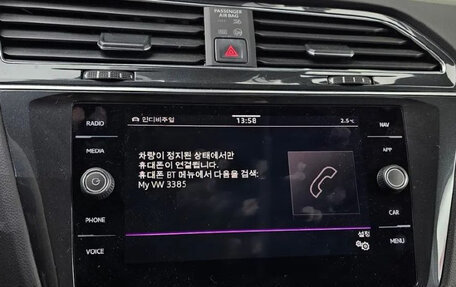 PASSENGER
AIR BAG
RADIO
MEDIA
PHONE
VOICE
인디비주얼
13:58
2.5 ℃
차량이 정지된 상태에서만
휴대폰이 연결됩니다.
휴대폰 BT 메뉴에서 다음을 검색:
My VW 3385
설정
NAV
APP
CAR
MENU